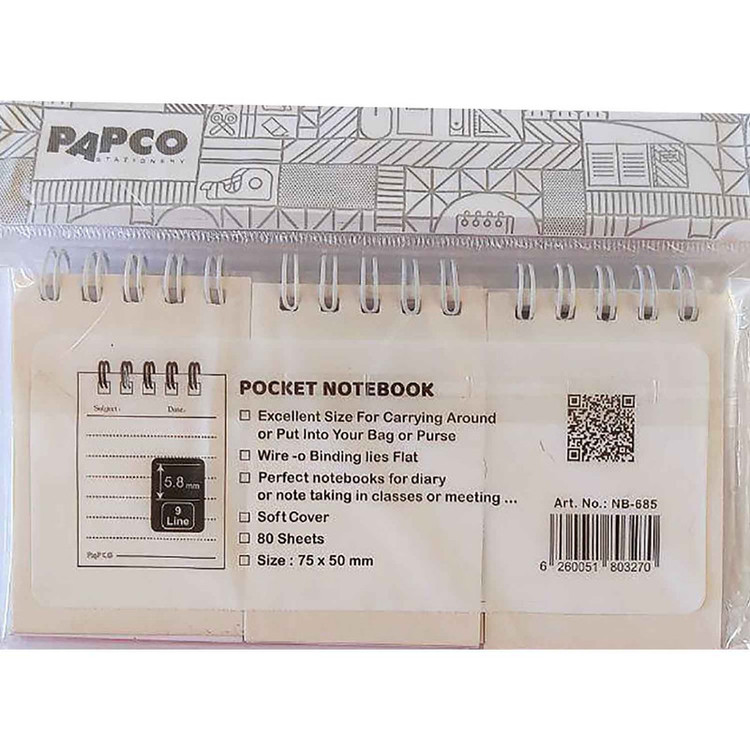 PAPCO
STATIONERY
POCKET NOTEBOOK
Excellent Size For Carrying Around
or Put Into Your Bag or Purse
Wire -o Binding lies Flat
Perfect notebooks for diary
or note taking in classes or meeting ...
Soft Cover
80 Sheets
Size : 75 x 50 mm
Subject: Date:
5.8 mm
9
Line
PAPCO
Art. No.: NB-685
6 260051 803270